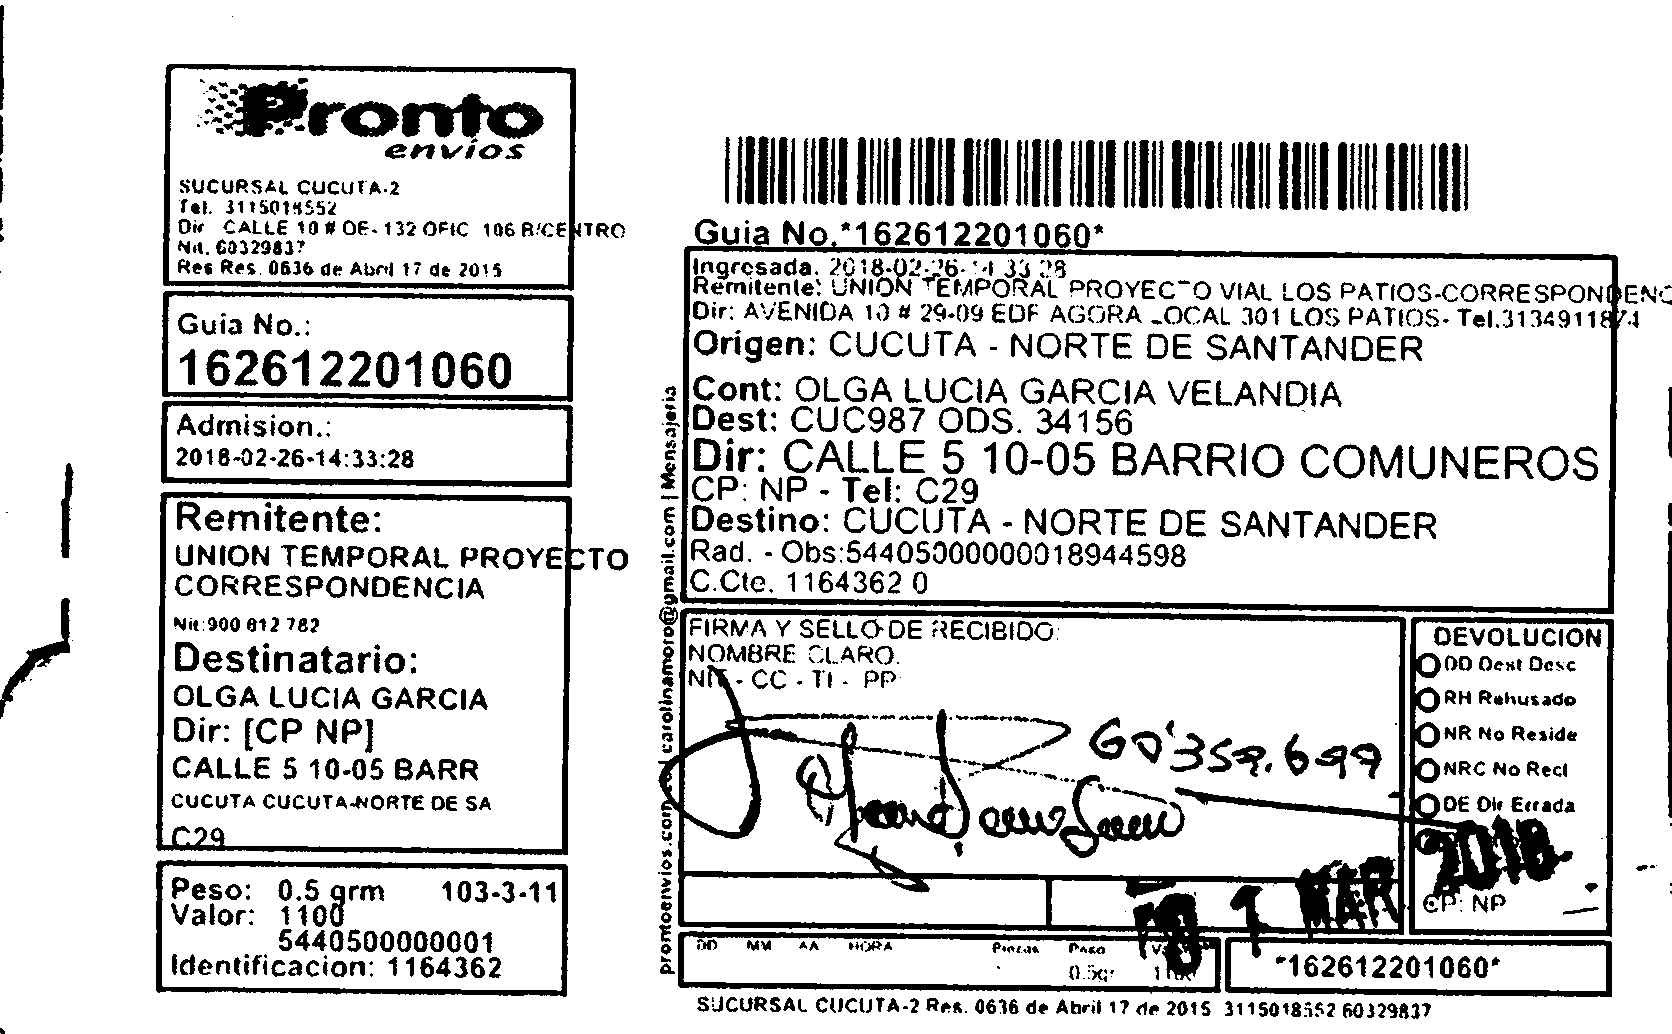 Pronto
envios
SUCURSAL CUCUTA-2
Tel. 3115018552
Dir CALLE 10 # OE- 132 OFIC 106 B/CENTRO
Nit. 60329837
Res Res. 0636 de Abril 17 de 2015
Guia No.:
162612201060
Admision.:
2018-02-26-14:33:28
Remitente:
UNION TEMPORAL PROYECTO
CORRESPONDENCIA
Nit:900 812 782
Destinatario:
OLGA LUCIA GARCIA
Dir: [CP NP]
CALLE 5 10-05 BARR
CUCUTA CUCUTA-NORTE DE SA
C29
Peso: 0.5 grm 103-3-11
Valor: 1100
5440500000001
Identificacion: 1164362
prontoenvios.com.co | carolinamoro@gmail.com | Mensajeria
Guia No.*162612201060*
Ingresada. 2018-02-26-14 33 28
Remitente: UNION TEMPORAL PROYECTO VIAL LOS PATIOS-CORRESPONDENC
Dir: AVENIDA 10 # 29-09 EDF AGORA LOCAL 301 LOS PATIOS- Tel.3134911874
Origen: CUCUTA - NORTE DE SANTANDER
Cont: OLGA LUCIA GARCIA VELANDIA
Dest: CUC987 ODS. 34156
Dir: CALLE 5 10-05 BARRIO COMUNEROS
CP: NP - Tel: C29
Destino: CUCUTA - NORTE DE SANTANDER
Rad. - Obs:54405000000018944598
C.Cte. 1164362 0
FIRMA Y SELLO DE RECIBIDO:
NOMBRE CLARO.
NIT - CC - TI - PP
60'359.699
DEVOLUCION
DD Dest Desc
RH Rehusado
NR No Reside
NRC No Recl
DE Dir Errada
2018
CP: NP
01 MAR
DD MM AA HORA Piezas Peso
0.5gr
*162612201060*
SUCURSAL CUCUTA-2 Res. 0636 de Abril 17 de 2015 3115018552 60329837